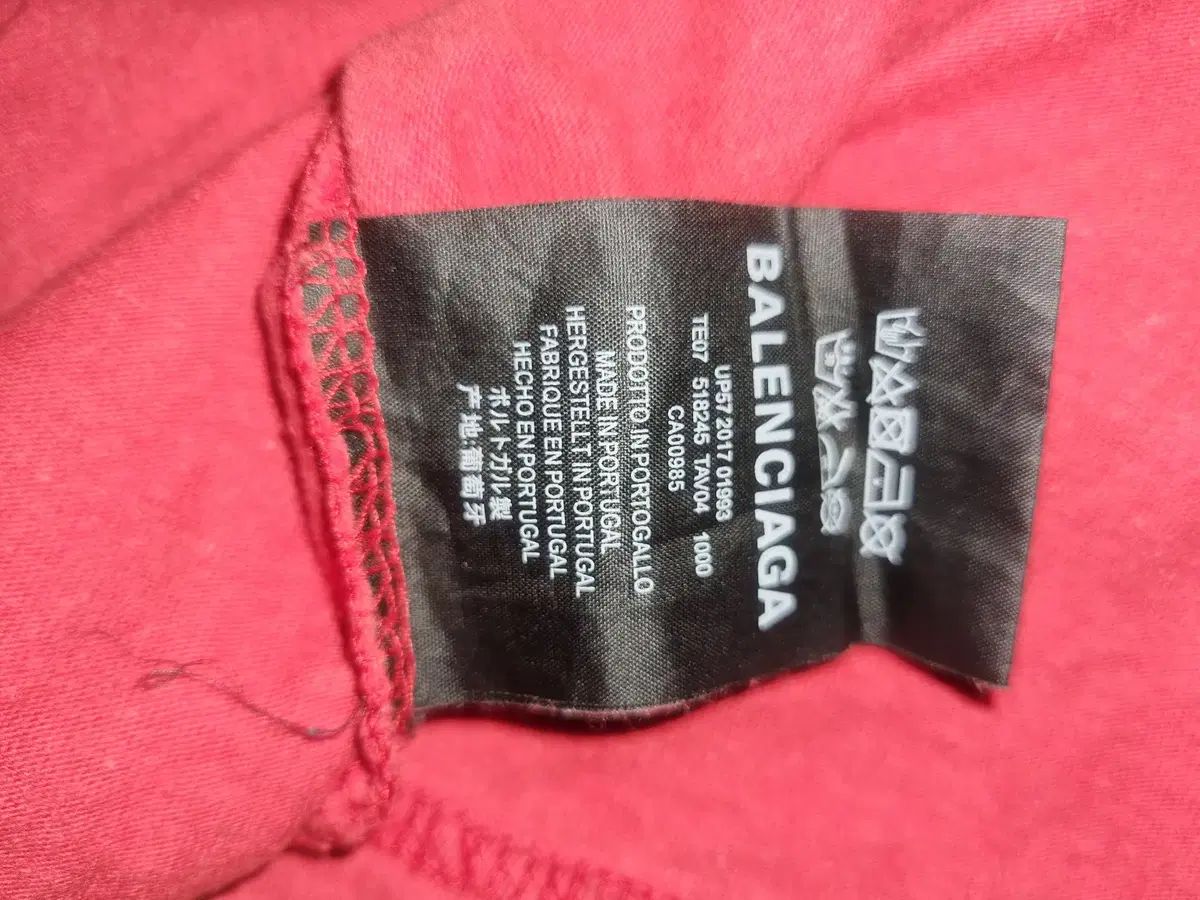 BALENCIAGA
UP57 2017 01993
TE07 518245 TAV04 1000
CA00985
PRODOTTO IN PORTOGALLO
MADE IN PORTUGAL
HERGESTELLT IN PORTUGAL
FABRIQUE EN PORTUGAL
HECHO EN PORTUGAL
ポルトガル製
产地:葡萄牙